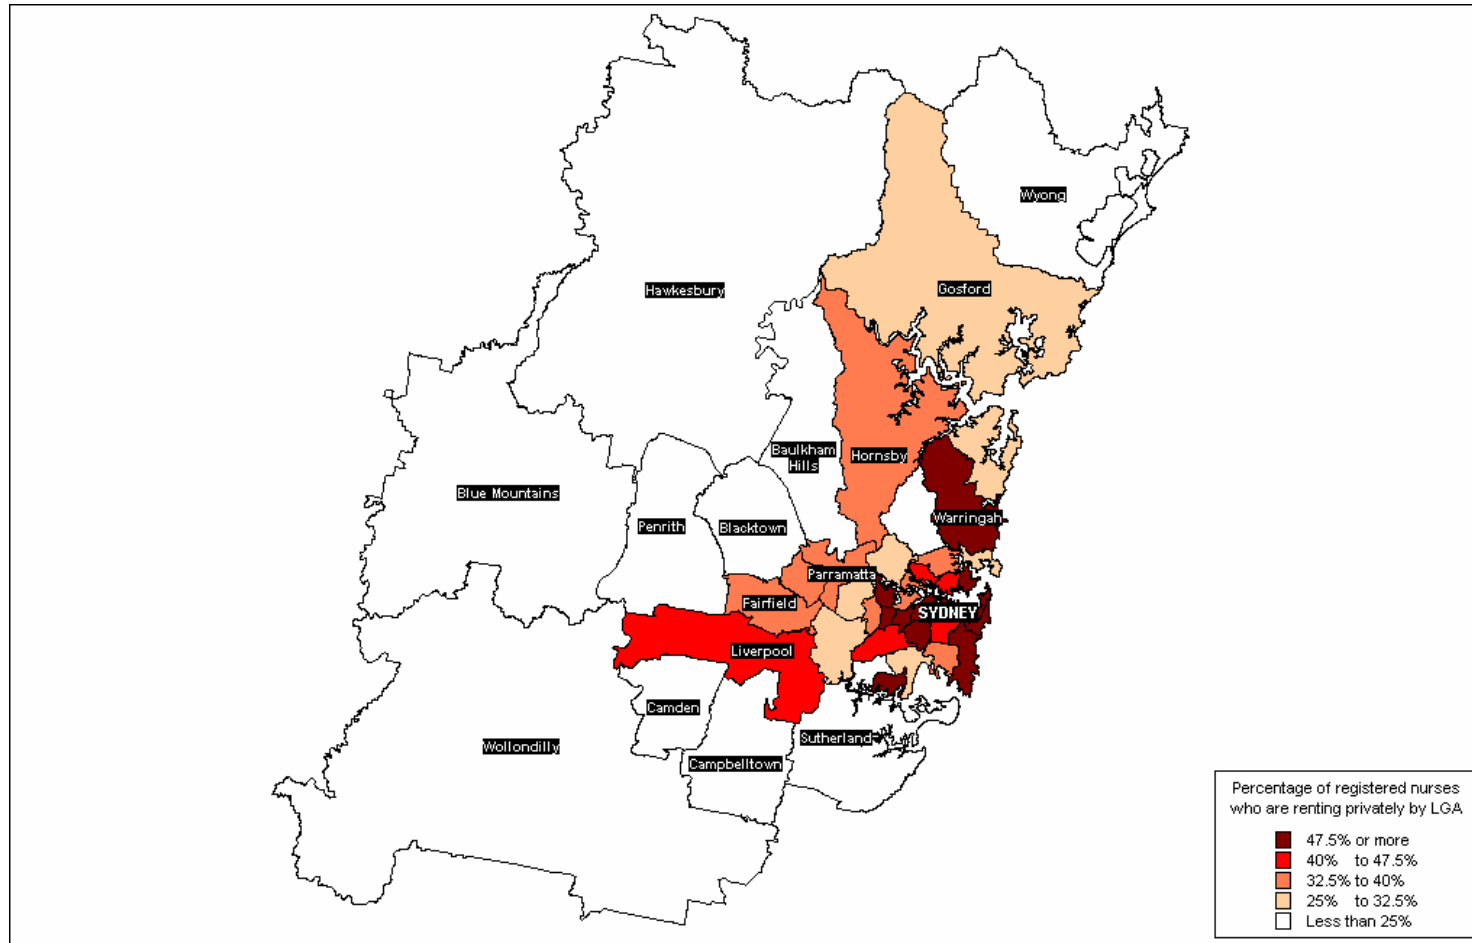 Wyong
Hawkesbury
Gosford
Baulkham
Hills
Hornsby
Blue Mountains
Penrith
Blacktown
Warringah
Parramatta
Fairfield
SYDNEY
Liverpool
Camden
Sutherland
Wollondilly
Campbelltown
Percentage of registered nurses
who are renting privately by LGA
47.5% or more
40% to 47.5%
32.5% to 40%
25% to 32.5%
Less than 25%